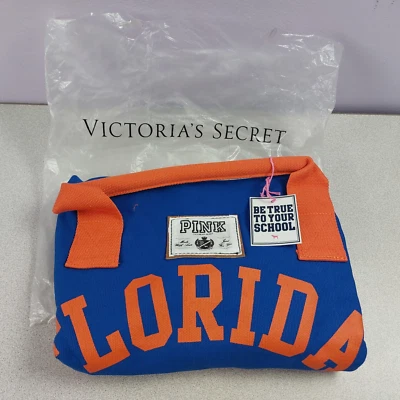 VICTORIA'S SECRET
PINK
BE TRUE
TO YOUR
SCHOOL
FLORIDA